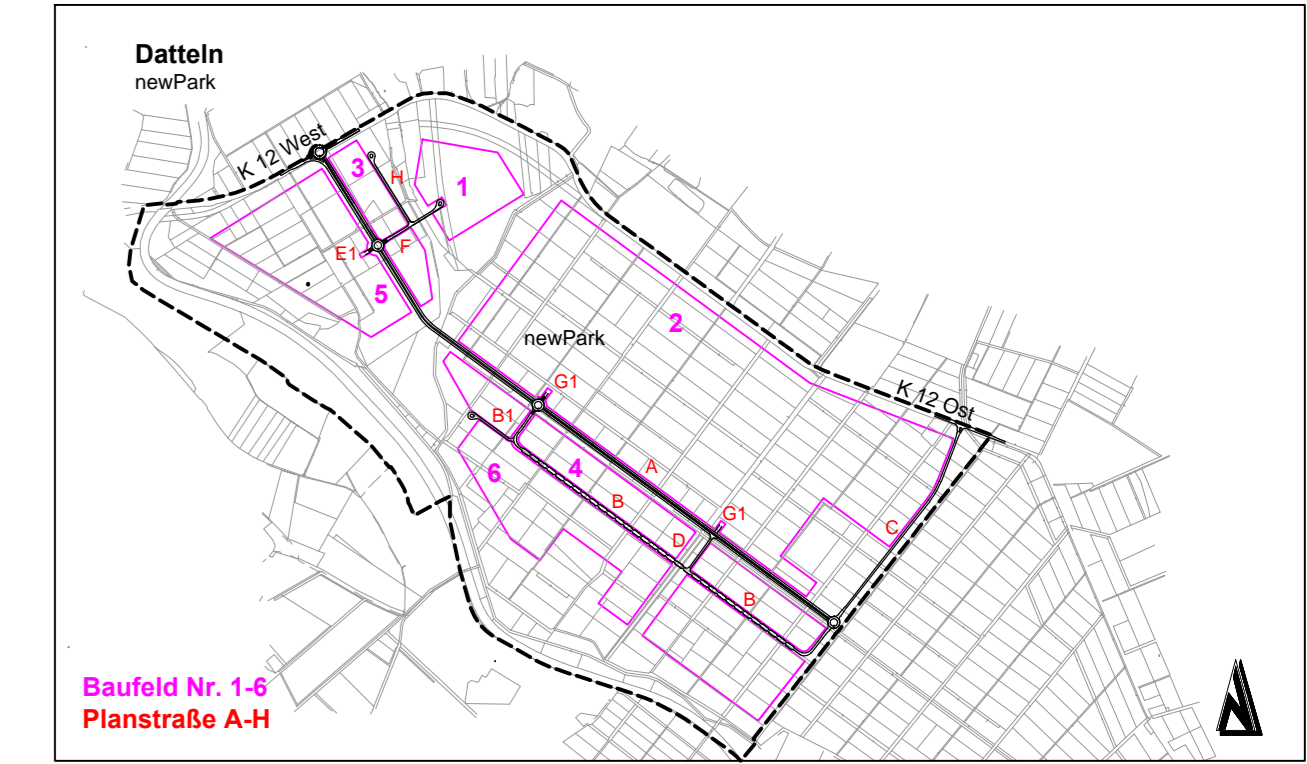 Datteln
newPark
K 12 West
3
H
1
E1
F
5
2
newPark
G1
K 12 Ost
B1
4
A
6
B
G1
C
D
B
Baufeld Nr. 1-6
Planstraße A-H
N